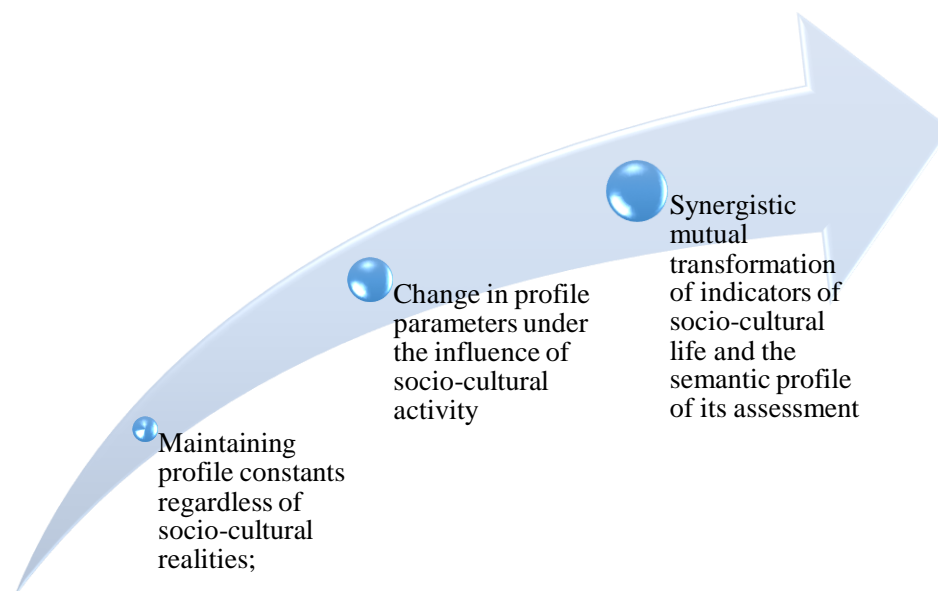 Maintaining
profile constants
regardless of
socio-cultural
realities;
Change in profile
parameters under
the influence of
socio-cultural
activity
Synergistic
mutual
transformation
of indicators of
socio-cultural
life and the
semantic profile
of its assessment